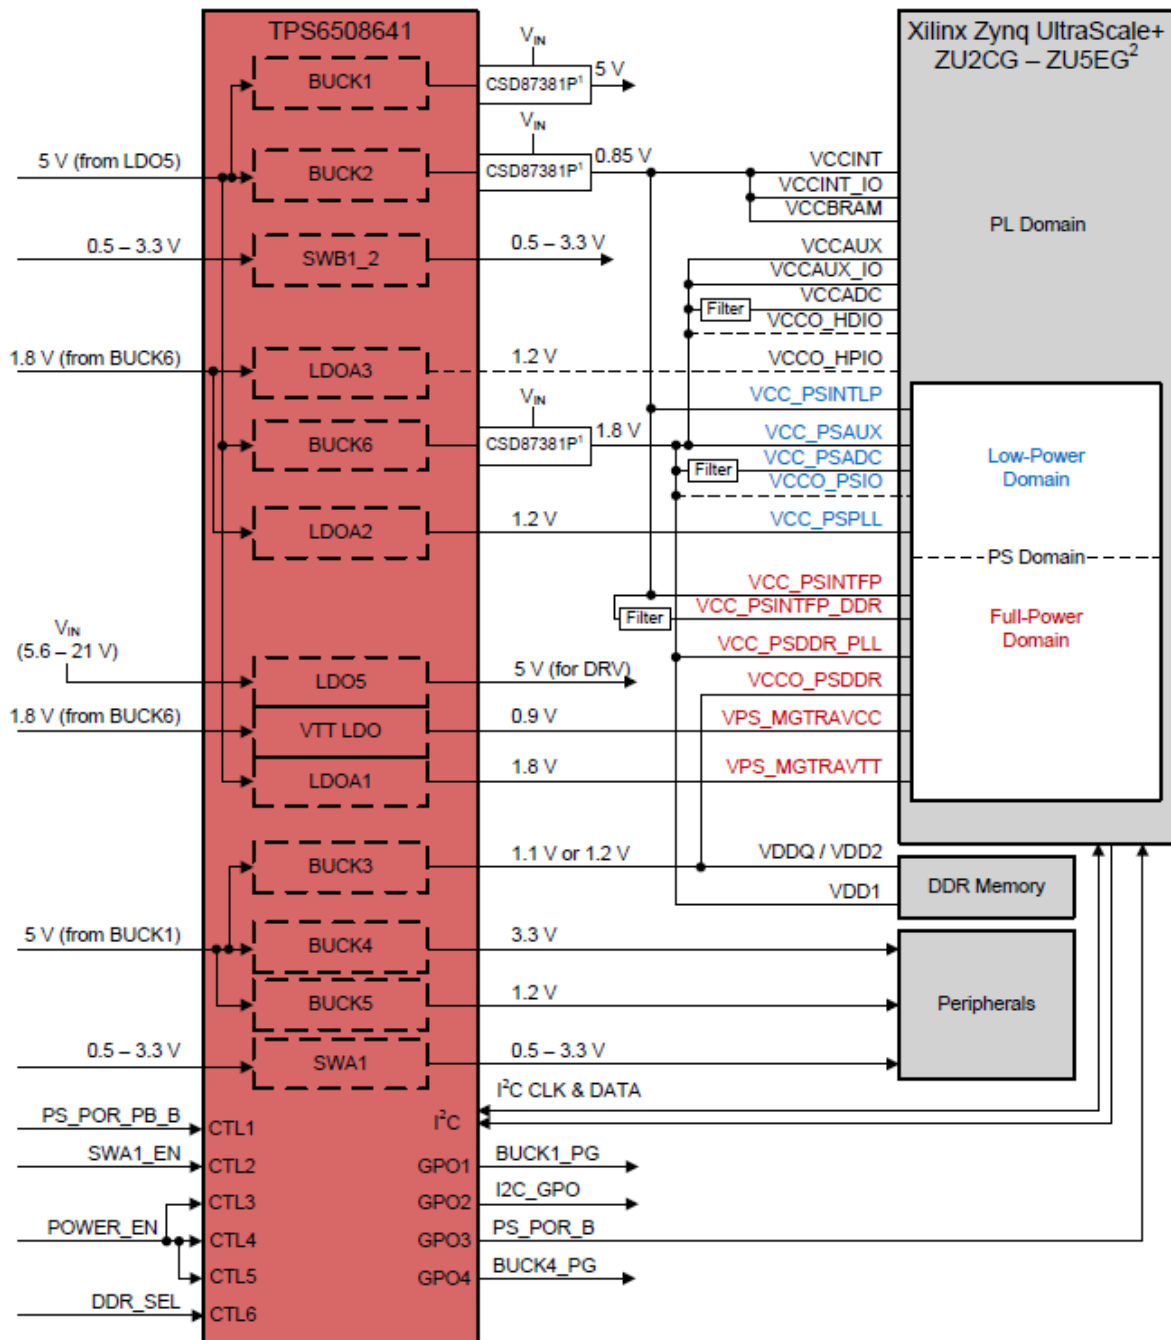 TPS6508641
Xilinx Zynq UltraScale+
ZU2CG – ZU5EG²
BUCK1
V_IN
CSD87381P¹
5 V
5 V (from LDO5)
BUCK2
V_IN
CSD87381P¹
0.85 V
VCCINT
VCCINT_IO
VCCBRAM
PL Domain
0.5 – 3.3 V
SWB1_2
0.5 – 3.3 V
VCCAUX
VCCAUX_IO
Filter
VCCADC
VCCO_HDIO
1.8 V (from BUCK6)
LDOA3
1.2 V
VCCO_HPIO
VCC_PSINTLP
BUCK6
V_IN
CSD87381P¹
1.8 V
VCC_PSAUX
Filter
VCC_PSADC
VCCO_PSIO
Low-Power
Domain
LDOA2
1.2 V
VCC_PSPLL
PS Domain
VCC_PSINTFP
Filter
VCC_PSINTFP_DDR
VCC_PSDDR_PLL
Full-Power
Domain
V_IN
(5.6 – 21 V)
LDO5
5 V (for DRV)
VCCO_PSDDR
1.8 V (from BUCK6)
VTT LDO
0.9 V
VPS_MGTRAVCC
LDOA1
1.8 V
VPS_MGTRAVTT
BUCK3
1.1 V or 1.2 V
VDDQ / VDD2
VDD1
DDR Memory
5 V (from BUCK1)
BUCK4
3.3 V
BUCK5
1.2 V
Peripherals
0.5 – 3.3 V
SWA1
0.5 – 3.3 V
I²C CLK & DATA
PS_POR_PB_B
CTL1
I²C
SWA1_EN
CTL2
GPO1
BUCK1_PG
CTL3
GPO2
I2C_GPO
POWER_EN
CTL4
GPO3
PS_POR_B
CTL5
GPO4
BUCK4_PG
DDR_SEL
CTL6